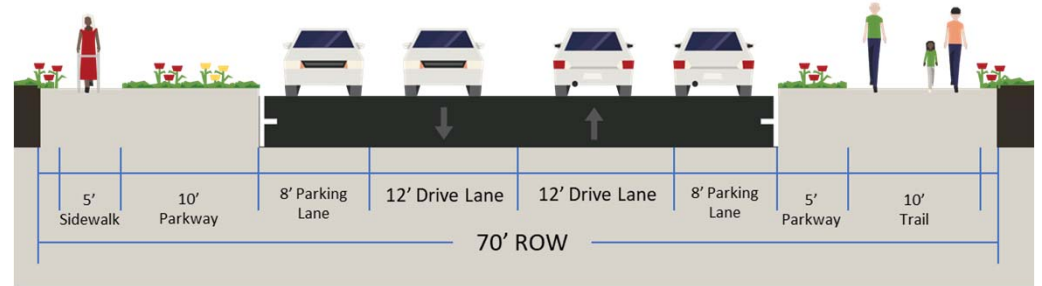 5’
Sidewalk
10’
Parkway
8’ Parking
Lane
12’ Drive Lane
12’ Drive Lane
8’ Parking
Lane
5’
Parkway
10’
Trail
70’ ROW